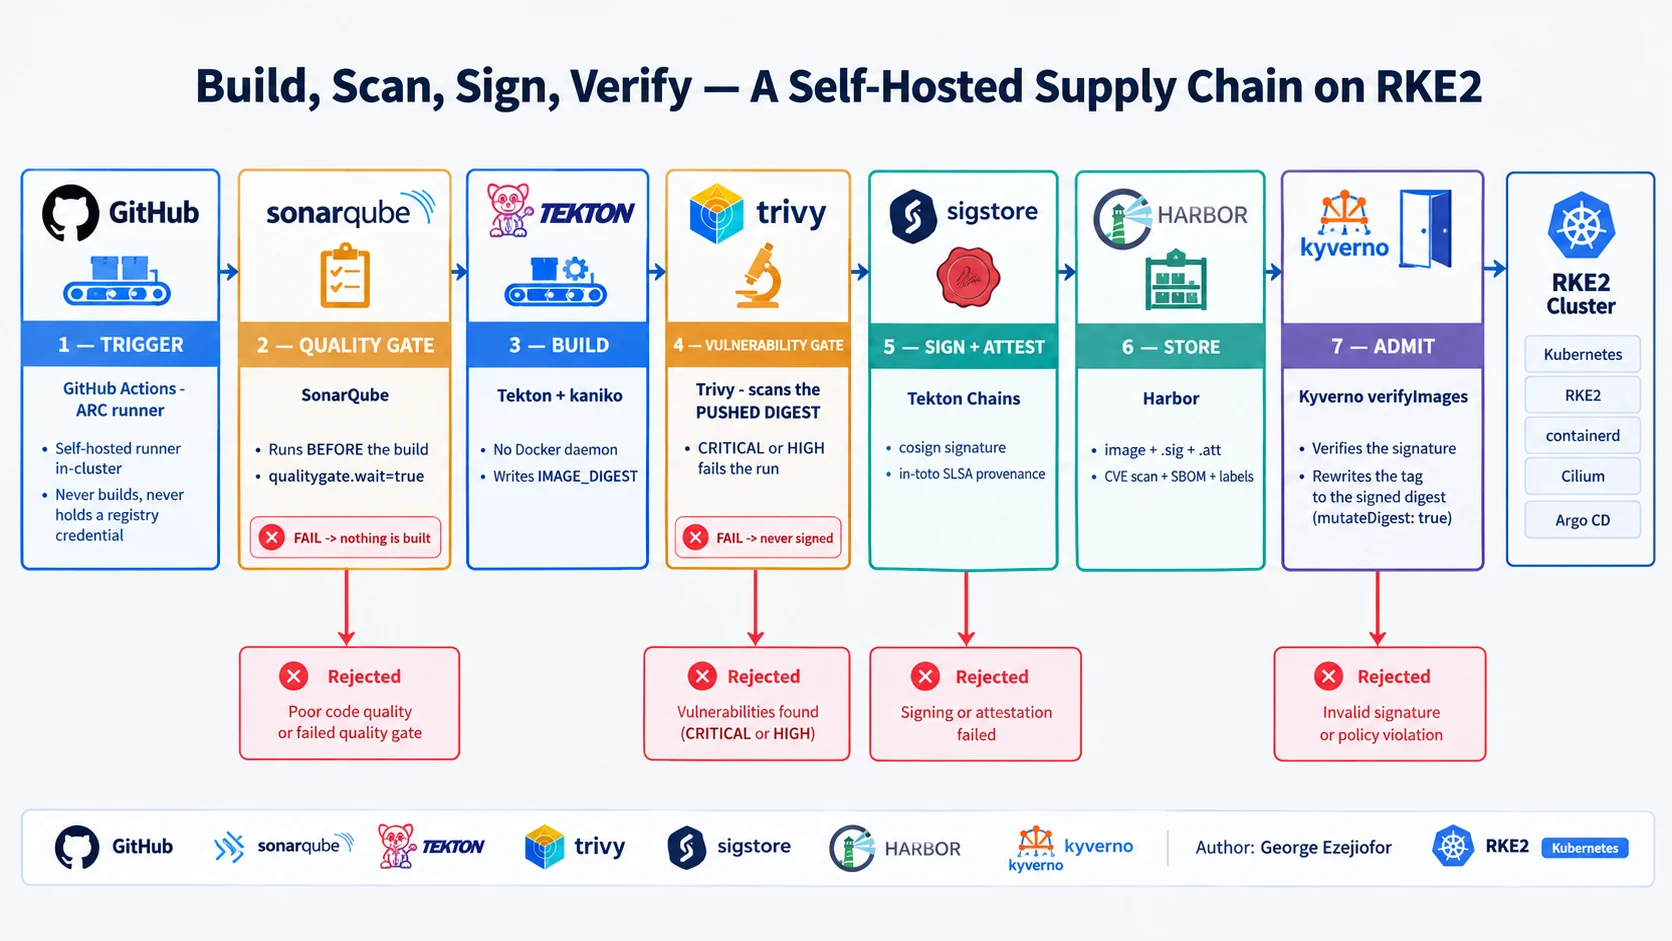 Build, Scan, Sign, Verify — A Self-Hosted Supply Chain on RKE2
GitHub
1 — TRIGGER
GitHub Actions -
ARC runner
• Self-hosted runner
in-cluster
• Never builds, never
holds a registry
credential
sonarqube
2 — QUALITY GATE
SonarQube
• Runs BEFORE the build
• qualitygate.wait=true
FAIL -> nothing is built
TEKTON
3 — BUILD
Tekton + kaniko
• No Docker daemon
• Writes IMAGE_DIGEST
trivy
4 — VULNERABILITY GATE
Trivy - scans the
PUSHED DIGEST
• CRITICAL or HIGH
fails the run
FAIL -> never signed
sigstore
5 — SIGN + ATTEST
Tekton Chains
• cosign signature
• in-toto SLSA provenance
HARBOR
6 — STORE
Harbor
• image + .sig + .att
• CVE scan + SBOM + labels
kyverno
7 — ADMIT
Kyverno verifyImages
• Verifies the signature
• Rewrites the tag
to the signed digest
(mutateDigest: true)
RKE2
Cluster
Kubernetes
RKE2
containerd
Cilium
Argo CD
Rejected
Poor code quality
or failed quality gate
Rejected
Vulnerabilities found
(CRITICAL or HIGH)
Rejected
Signing or attestation
failed
Rejected
Invalid signature
or policy violation
GitHub
sonarqube
TEKTON
trivy
sigstore
HARBOR
kyverno
kyverno
Author: George Ezejiofor
RKE2
Kubernetes